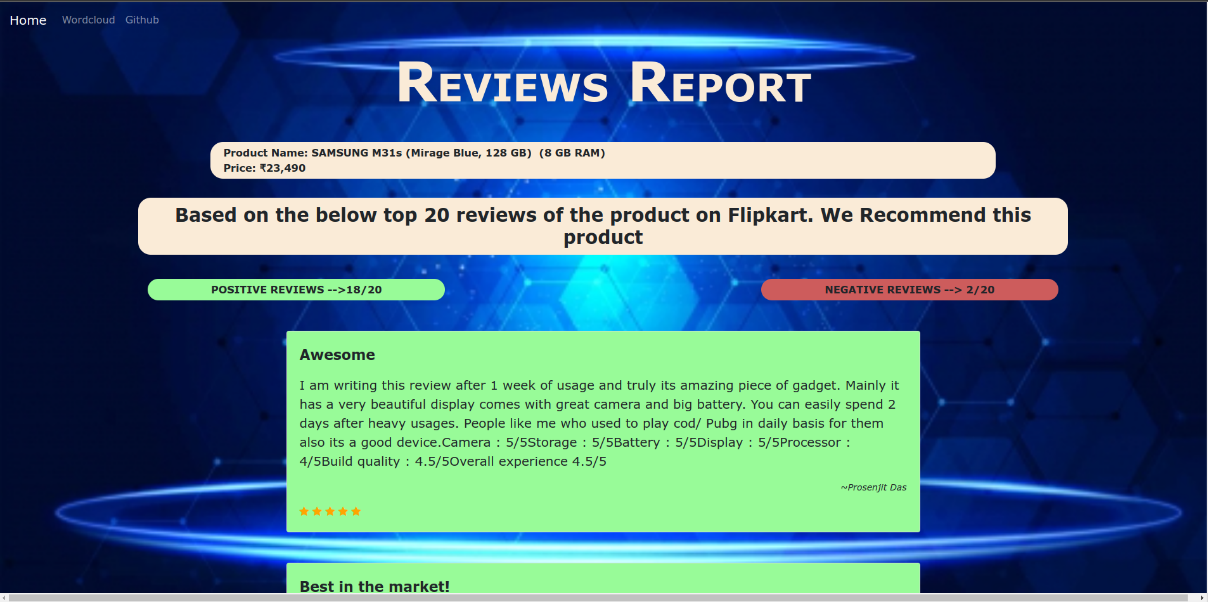 Home Wordcloud Github
Reviews Report
Product Name: SAMSUNG M31s (Mirage Blue, 128 GB) (8 GB RAM)
Price: ₹23,490
Based on the below top 20 reviews of the product on Flipkart. We Recommend this
product
POSITIVE REVIEWS -->18/20
NEGATIVE REVIEWS --> 2/20
Awesome
I am writing this review after 1 week of usage and truly its amazing piece of gadget. Mainly it
has a very beautiful display comes with great camera and big battery. You can easily spend 2
days after heavy usages. People like me who used to play cod/ Pubg in daily basis for them
also its a good device.Camera : 5/5Storage : 5/5Battery : 5/5Display : 5/5Processor :
4/5Build quality : 4.5/5Overall experience 4.5/5
~Prosenjit Das
Best in the market!